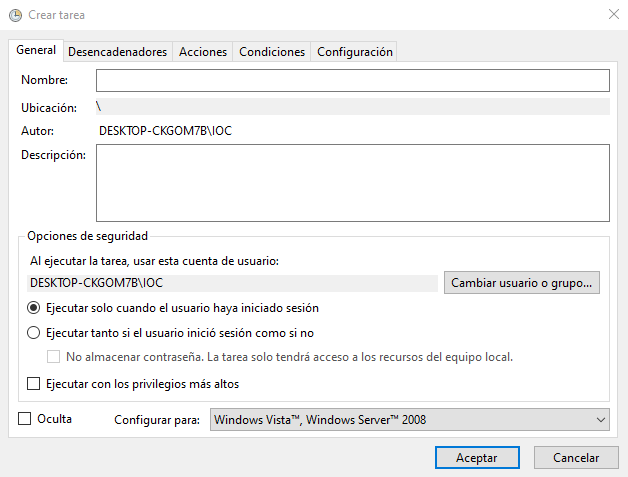 Crear tarea
General Desencadenadores Acciones Condiciones Configuración
Nombre:
Ubicación: \
Autor: DESKTOP-CKGOM7B\IOC
Descripción:
Opciones de seguridad
Al ejecutar la tarea, usar esta cuenta de usuario:
DESKTOP-CKGOM7B\IOC Cambiar usuario o grupo...
Ejecutar solo cuando el usuario haya iniciado sesión
Ejecutar tanto si el usuario inició sesión como si no
No almacenar contraseña. La tarea solo tendrá acceso a los recursos del equipo local.
Ejecutar con los privilegios más altos
Oculta Configurar para: Windows Vista™, Windows Server™ 2008
Aceptar Cancelar